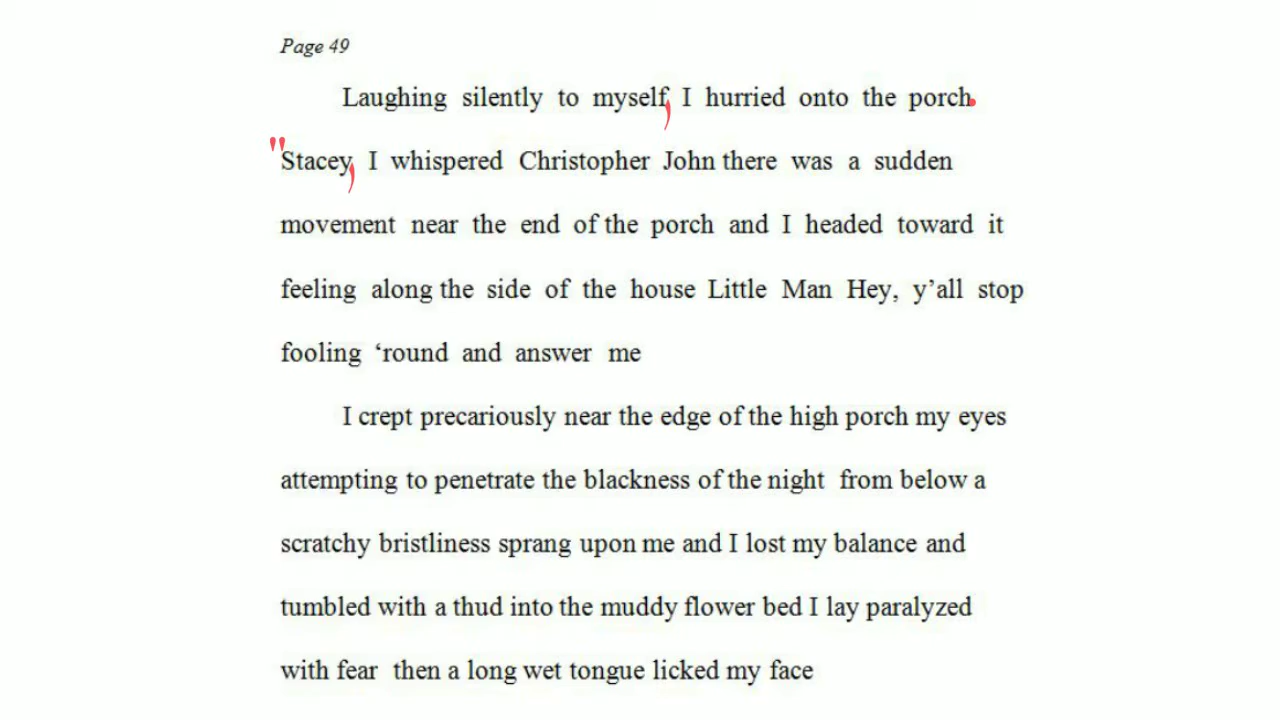 Page 49
Laughing silently to myself, I hurried onto the porch.
"Stacey, I whispered Christopher John there was a sudden
movement near the end of the porch and I headed toward it
feeling along the side of the house Little Man Hey, y’all stop
fooling ‘round and answer me
I crept precariously near the edge of the high porch my eyes
attempting to penetrate the blackness of the night from below a
scratchy bristliness sprang upon me and I lost my balance and
tumbled with a thud into the muddy flower bed I lay paralyzed
with fear then a long wet tongue licked my face